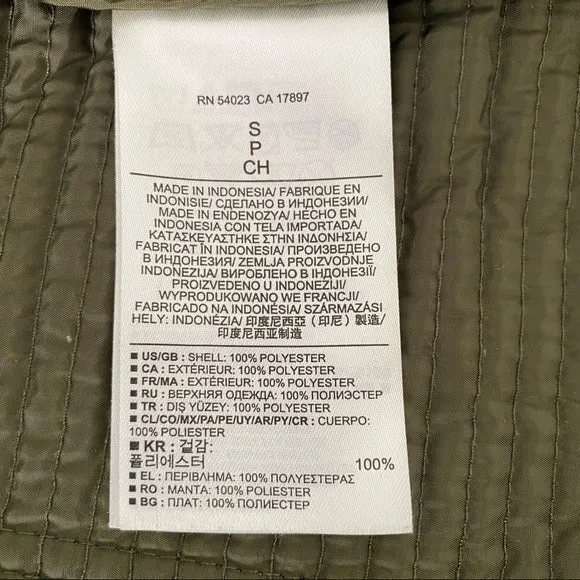 RN 54023 CA 17897
S
P
CH
MADE IN INDONESIA/ FABRIQUE EN
INDONISIE/ СДЕЛАНО В ИНДОНЕЗИИ/
MADE IN ENDENOZYA/ HECHO EN
INDONESIA CON TELA IMPORTADA/
ΚΑΤΑΣΚΕΥΑΣΤΗΚΕ ΣΤΗΝ ΙΝΔΟΝΗΣΙΑ/
FABRICAT ÎN INDONESIA/ ПРОИЗВЕДЕНО
В ИНДОНЕЗИЯ/ ZEMLJA PROIZVODNJE
INDONEZIJA/ ВИРОБЛЕНО В ІНДОНЕЗІЇ/
PROIZVEDENO U INDONEZIJI/
WYPRODUKOWANO WE FRANCJI/
FABRICADO NA INDONÉSIA/ SZÁRMAZÁSI
HELY: INDONÉZIA/ 印度尼西亞（印尼）製造/
印度尼西亚制造
■ US/GB : SHELL: 100% POLYESTER
■ CA : EXTÉRIEUR: 100% POLYESTER
■ FR/MA : EXTÉRIEUR: 100% POLYESTER
■ RU : ВЕРХНЯЯ ОДЕЖДА: 100% ПОЛИЭСТЕР
■ TR : DIŞ YÜZEY: 100% POLYESTER
■ CL/CO/MX/PA/PE/UY/AR/PY/CR : CUERPO:
100% POLIÉSTER
■ KR : 겉감:
폴리에스터 100%
■ EL : ΠΕΡΙΒΛΗΜΑ: 100% ΠΟΛΥΕΣΤΕΡΑΣ
■ RO : MANTA: 100% POLIESTER
■ BG : ПЛАТ: 100% ПОЛИЕСТЕР